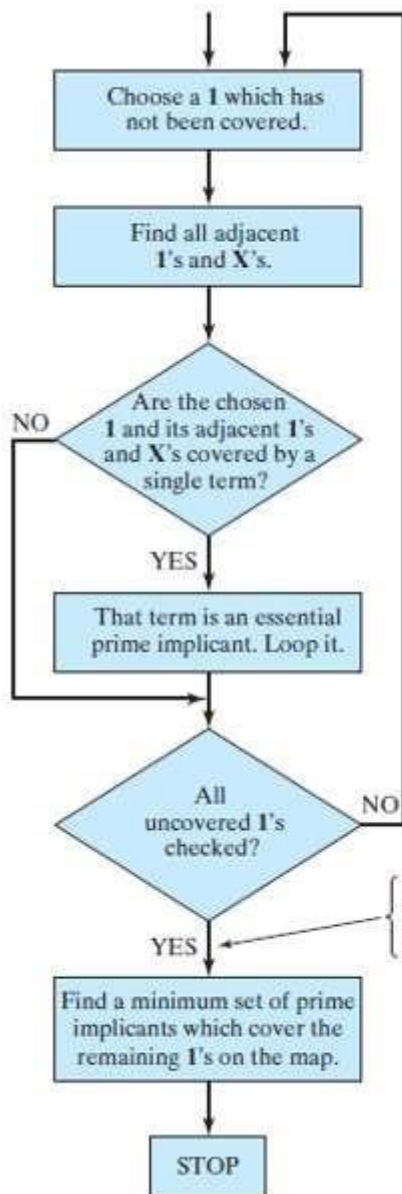 Choose a 1 which has
not been covered.
Find all adjacent
1's and X's.
Are the chosen
1 and its adjacent 1's
and X's covered by a
single term?
NO
YES
That term is an essential
prime implicant. Loop it.
All
uncovered 1's
checked?
NO
YES
Find a minimum set of prime
implicants which cover the
remaining 1's on the map.
STOP